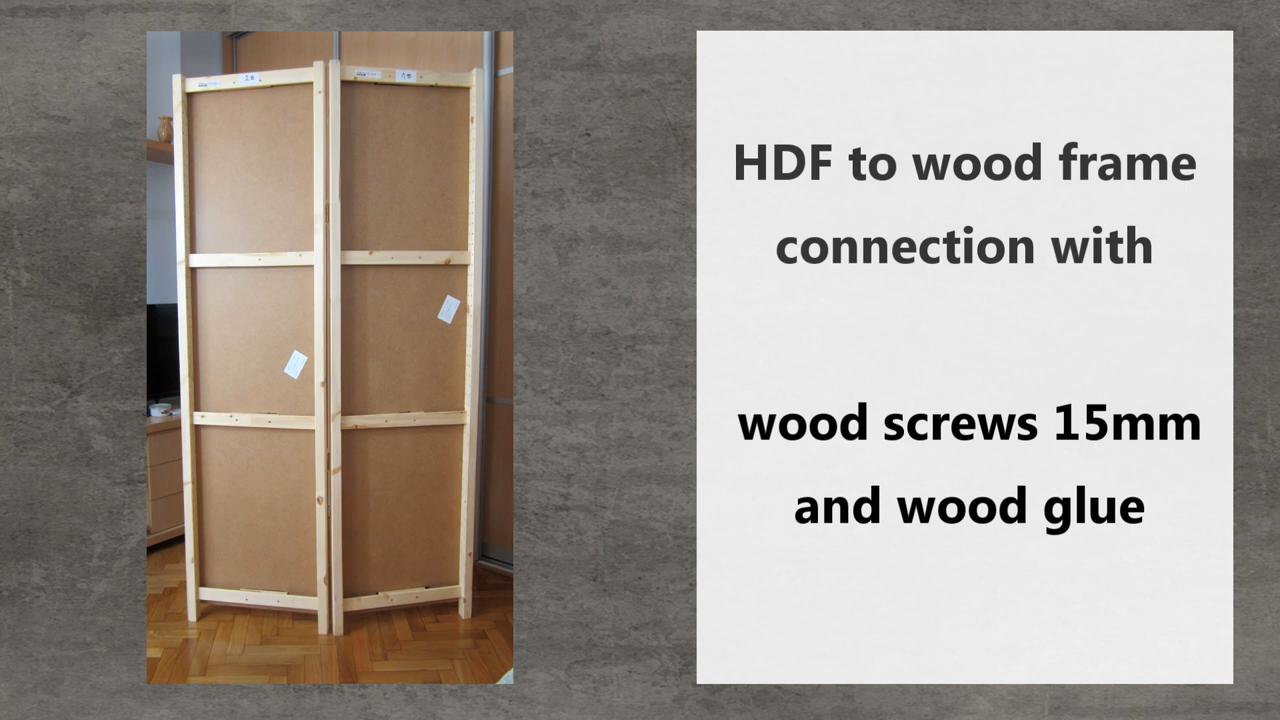 HDF to wood frame
connection with
wood screws 15mm
and wood glue